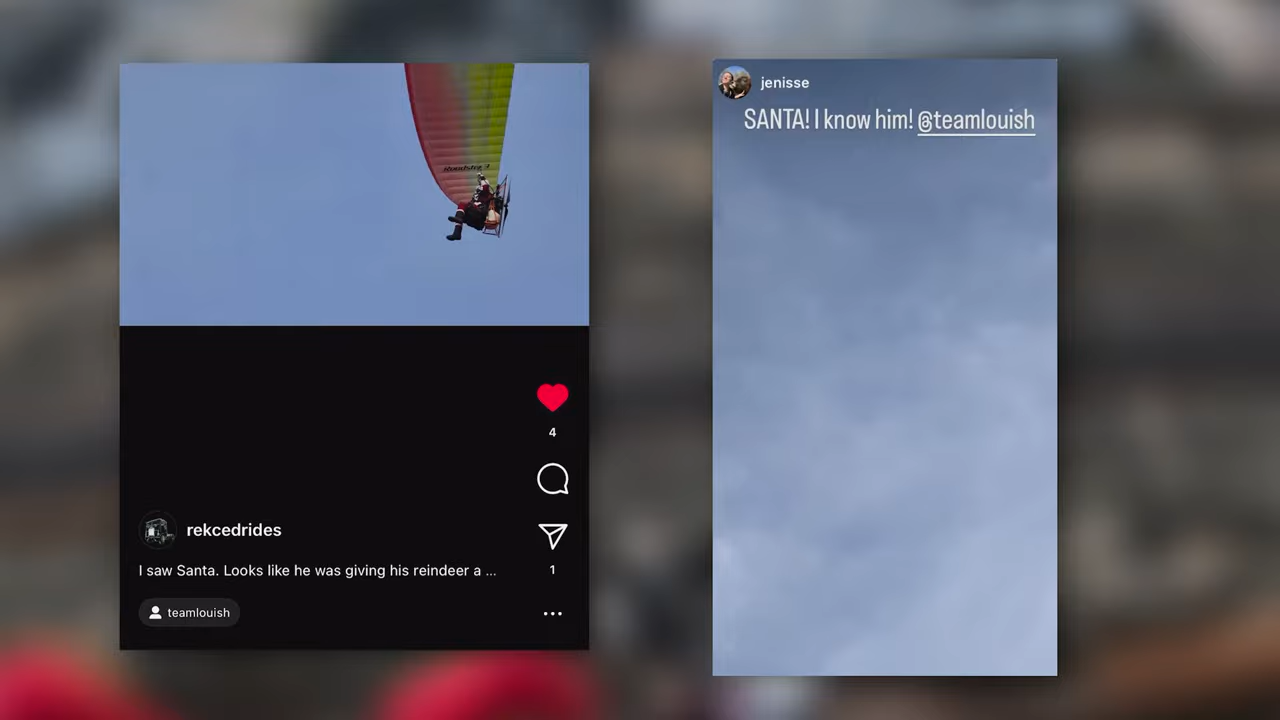 4
rekcedrides
I saw Santa. Looks like he was giving his reindeer a ...
1
teamlouish
jenisse
SANTA! I know him! @teamlouish